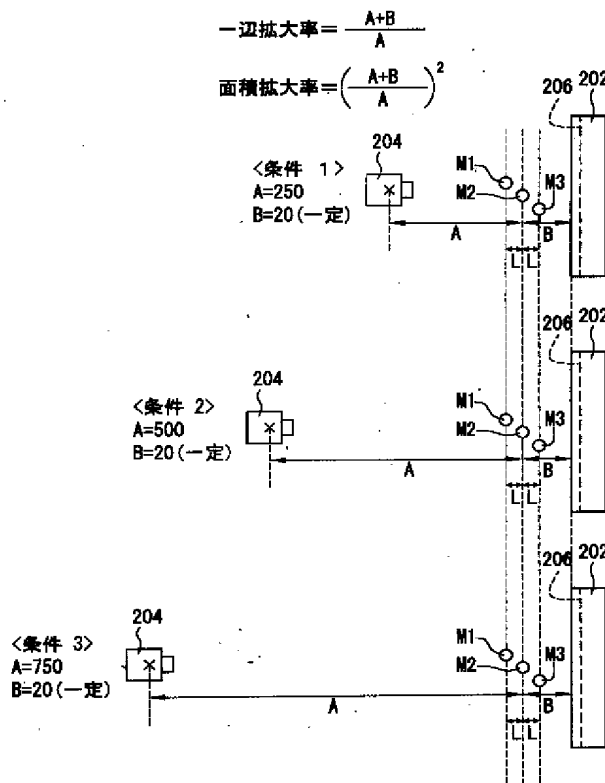 一辺拡大率＝ A+B / A
面積拡大率＝( A+B / A )2
206 202
204
<条件 1>
A=250
B=20(一定)
M1
M2
M3
A
B
L L
206 202
204
<条件 2>
A=500
B=20(一定)
M1
M2
M3
A
B
L L
206 202
204
<条件 3>
A=750
B=20(一定)
M1
M2
M3
A
B
L L